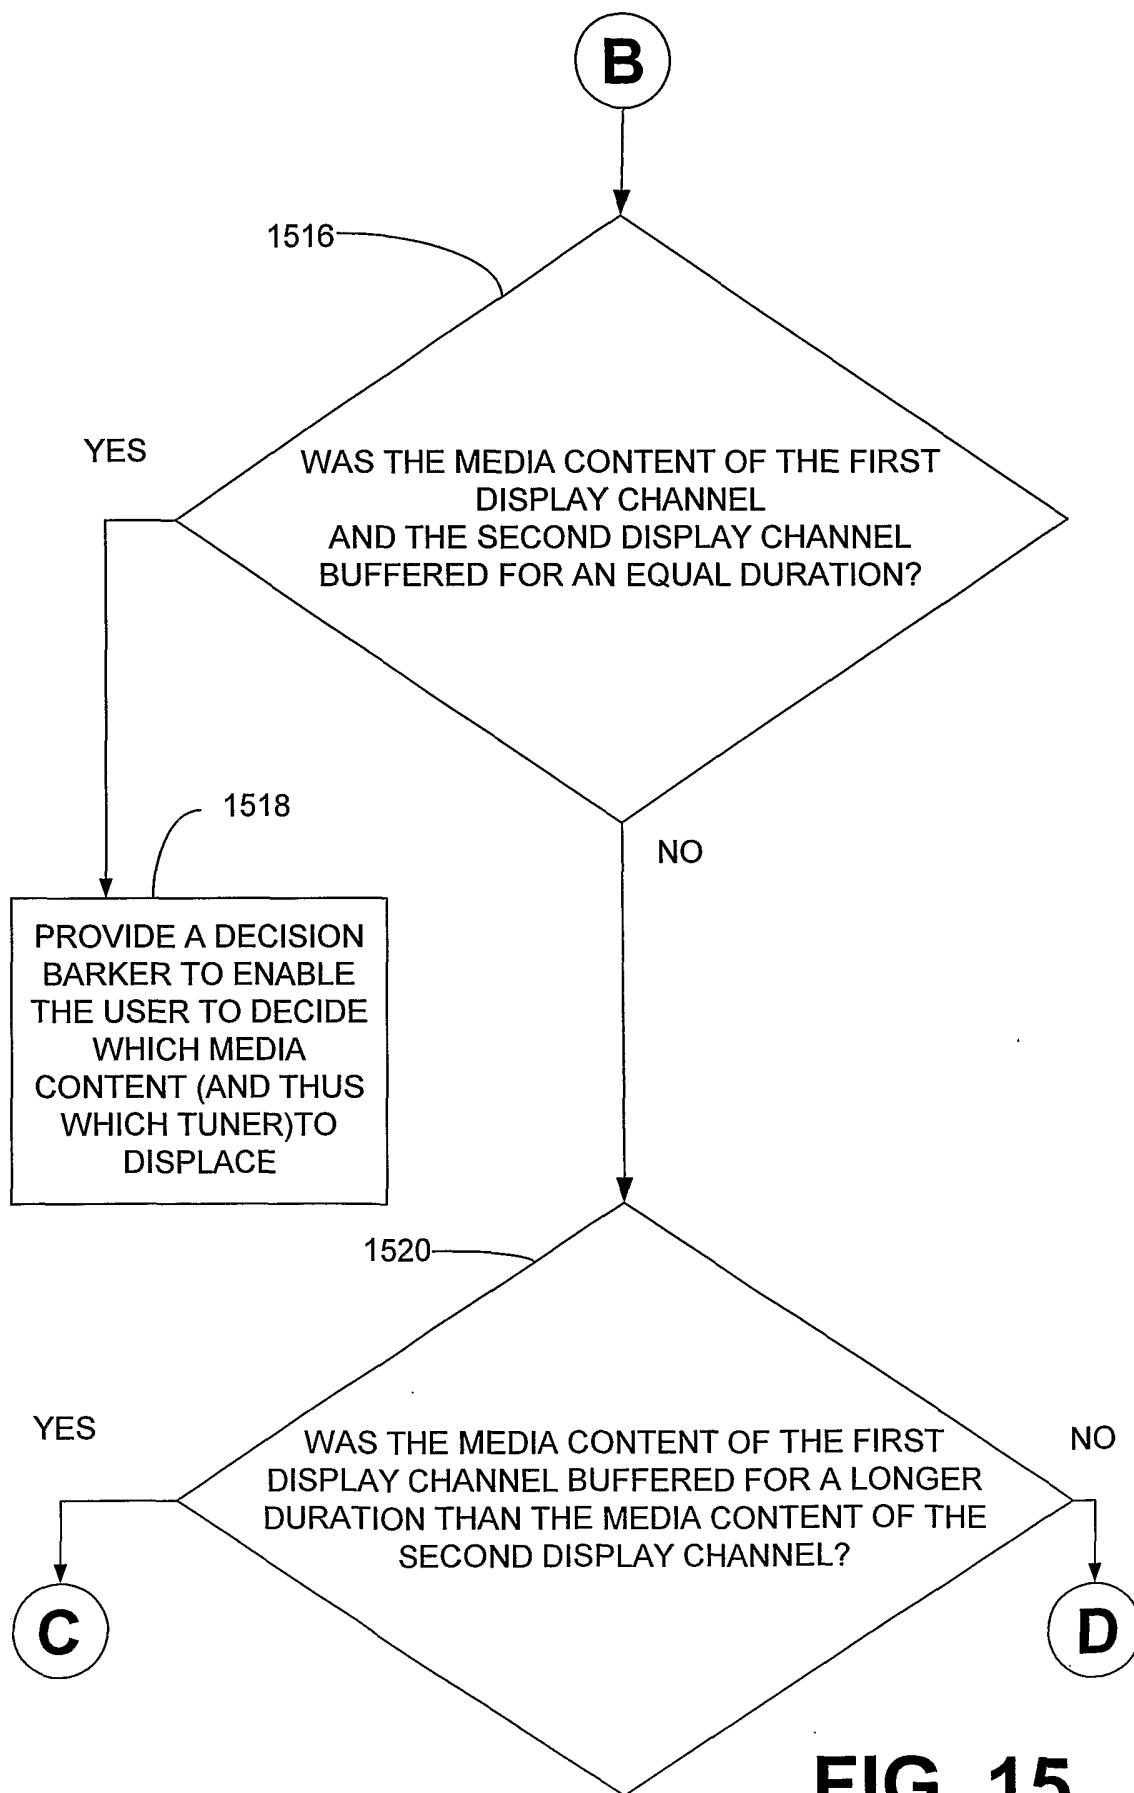 B
1516
YES
WAS THE MEDIA CONTENT OF THE FIRST
DISPLAY CHANNEL
AND THE SECOND DISPLAY CHANNEL
BUFFERED FOR AN EQUAL DURATION?
1518
NO
PROVIDE A DECISION
BARKER TO ENABLE
THE USER TO DECIDE
WHICH MEDIA
CONTENT (AND THUS
WHICH TUNER)TO
DISPLACE
1520
YES
NO
WAS THE MEDIA CONTENT OF THE FIRST
DISPLAY CHANNEL BUFFERED FOR A LONGER
DURATION THAN THE MEDIA CONTENT OF THE
SECOND DISPLAY CHANNEL?
C
D
FIG. 15